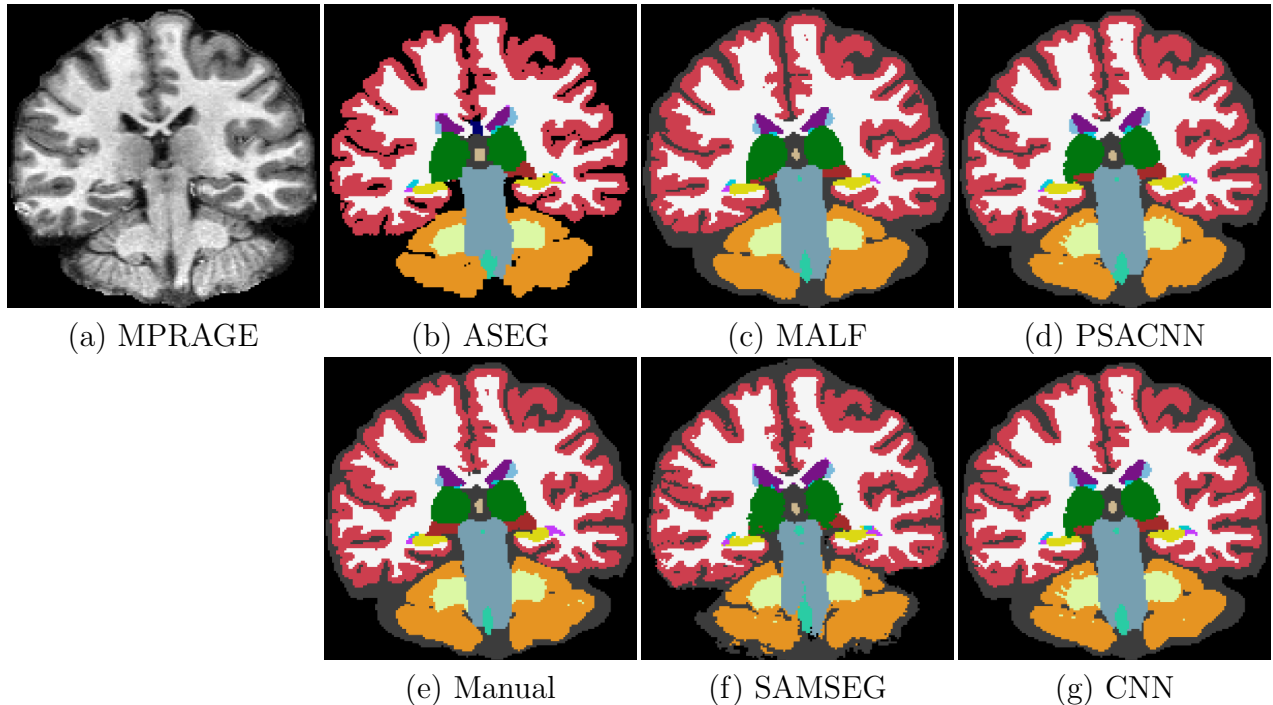 (a) MPRAGE
(b) ASEG
(c) MALF
(d) PSACNN
(e) Manual
(f) SAMSEG
(g) CNN